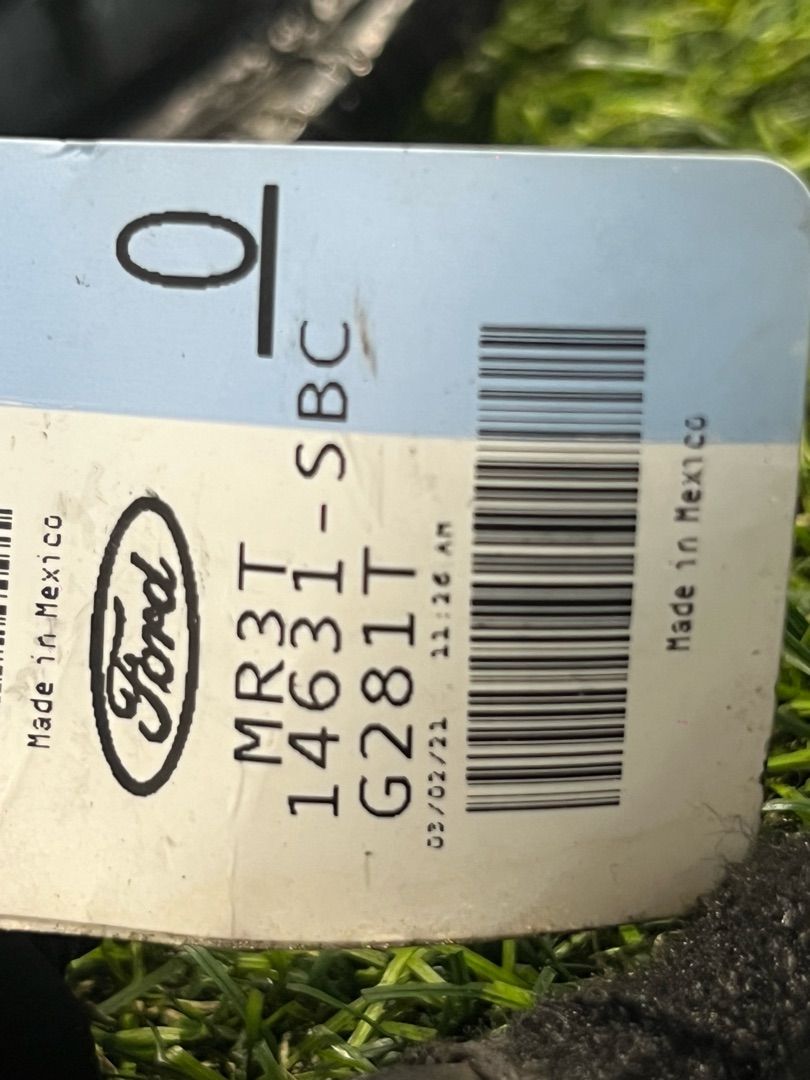 Made in Mexico
0
Ford
MR3T
14631-SBC
G281T
03/02/21 11:26 AM
Made in Mexico